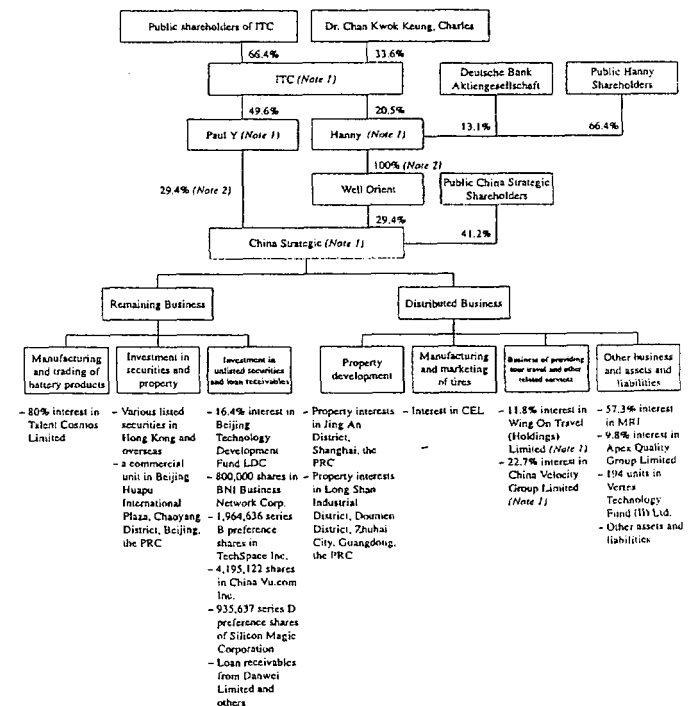 Public shareholders of ITC
Dr. Chan Kwok Keung, Charles
66.4%
33.6%
ITC (Note 1)
Deutsche Bank
Aktiengesellschaft
Public Hanny
Shareholders
49.6%
20.5%
Paul Y (Note 1)
Hanny (Note 1)
13.1%
66.4%
100% (Note 2)
29.4% (Note 2)
Well Orient
Public China Strategic
Shareholders
29.4%
41.2%
China Strategic (Note 1)
Remaining Business
Distributed Business
Manufacturing
and trading of
battery products
Investment in
securities and
property
Investment in
unlisted securities
and loan receivables
Property
development
Manufacturing
and marketing
of tires
Business of providing
tour travel and other
related services
Other business
and assets and
liabilities
– 80% interest in
Talent Cosmos
Limited
– Various listed
securities in
Hong Kong and
overseas
– a commercial
unit in Beijing
Huapu
International
Plaza, Chaoyang
District, Beijing,
the PRC
– 16.4% interest in
Beijing
Technology
Development
Fund LDC
– 800,000 shares in
BNI Business
Network Corp.
– 1,964,636 series
B preference
shares in
TechSpace Inc.
– 4,195,122 shares
in China Vu.com
Inc.
– 935,637 series D
preference shares
of Silicon Magic
Corporation
– Loan receivables
from Danwei
Limited and
others
– Property interests
in Jing An
District,
Shanghai, the
PRC
– Property interests
in Long Shan
Industrial
District, Doumen
District, Zhuhai
City, Guangdong,
the PRC
– Interest in CEL
–
– 11.8% interest in
Wing On Travel
(Holdings)
Limited (Note 1)
– 22.7% interest in
China Velocity
Group Limited
(Note 1)
– 57.3% interest
in MRI
– 9.8% interest in
Apex Quality
Group Limited
– 194 units in
Vertex
Technology
Fund (II) Ltd.
– Other assets and
liabilities